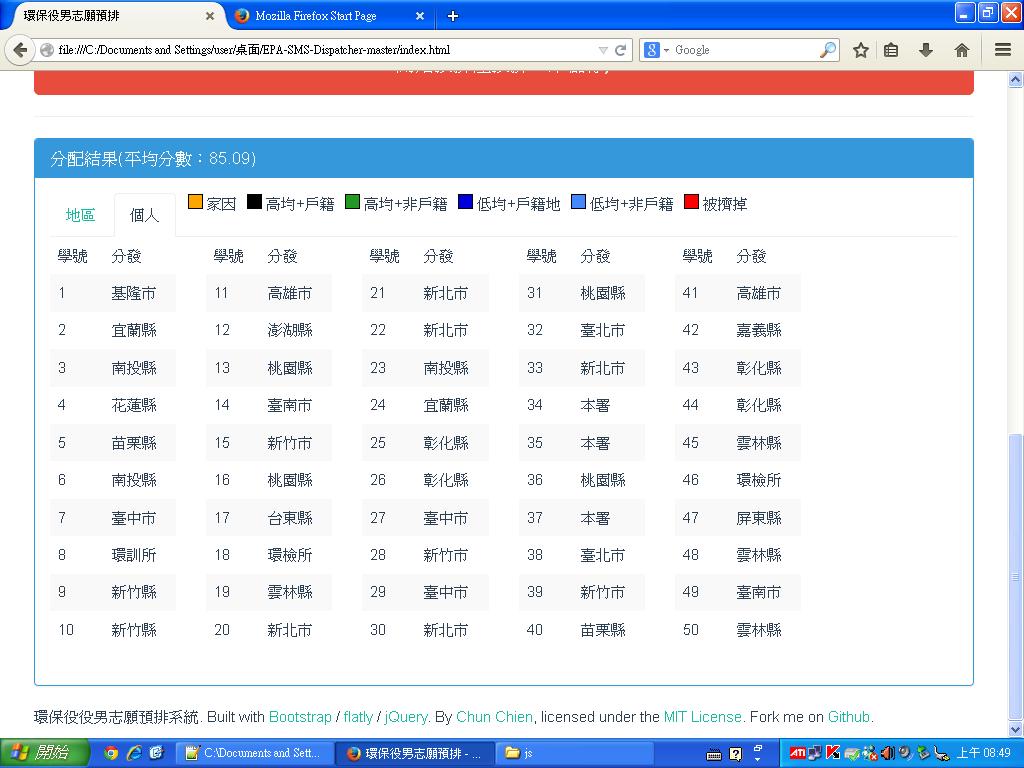 環保役男志願預排
Mozilla Firefox Start Page
file:///C:/Documents and Settings/user/桌面/EPA-SMS-Dispatcher-master/index.html
Google
分配結果(平均分數：85.09)
地區 個人 家因 高均+戶籍 高均+非戶籍 低均+戶籍地 低均+非戶籍 被擠掉
學號 分發 學號 分發 學號 分發 學號 分發 學號 分發
1 基隆市 11 高雄市 21 新北市 31 桃園縣 41 高雄市
2 宜蘭縣 12 澎湖縣 22 新北市 32 臺北市 42 嘉義縣
3 南投縣 13 桃園縣 23 南投縣 33 新北市 43 彰化縣
4 花蓮縣 14 臺南市 24 宜蘭縣 34 本署 44 彰化縣
5 苗栗縣 15 新竹市 25 彰化縣 35 本署 45 雲林縣
6 南投縣 16 桃園縣 26 彰化縣 36 桃園縣 46 環檢所
7 臺中市 17 台東縣 27 臺中市 37 本署 47 屏東縣
8 環訓所 18 環檢所 28 新竹市 38 臺北市 48 雲林縣
9 新竹縣 19 雲林縣 29 臺中市 39 新竹市 49 臺南市
10 新竹縣 20 新北市 30 新北市 40 苗栗縣 50 雲林縣
環保役役男志願預排系統. Built with Bootstrap / flatly / jQuery. By Chun Chien, licensed under the MIT License. Fork me on Github.
開始 C:\Documents and Sett... 環保役男志願預排 - ... js 上午 08:49